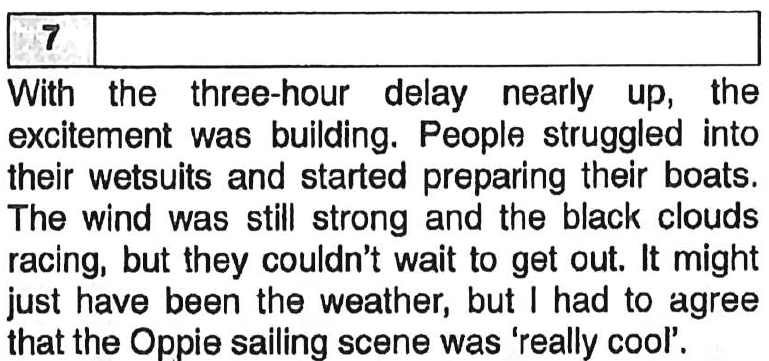 7
With the three-hour delay nearly up, the
excitement was building. People struggled into
their wetsuits and started preparing their boats.
The wind was still strong and the black clouds
racing, but they couldn't wait to get out. It might
just have been the weather, but I had to agree
that the Oppie sailing scene was 'really cool'.